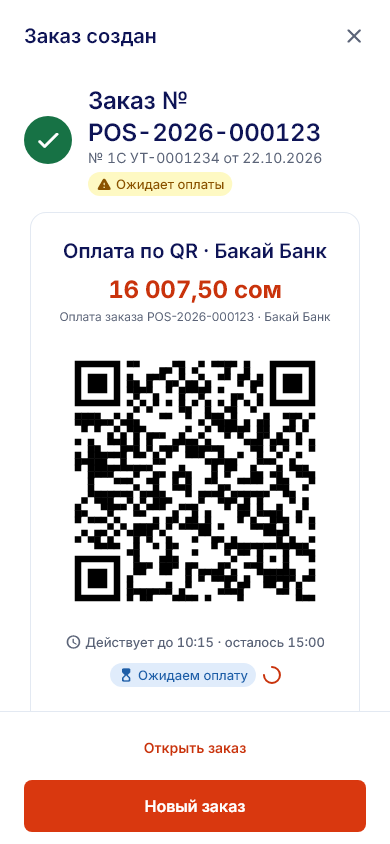 Заказ создан
Заказ №
POS-2026-000123
№ 1С УТ-0001234 от 22.10.2026
Ожидает оплаты
Оплата по QR · Бакай Банк
16 007,50 сом
Оплата заказа POS-2026-000123 · Бакай Банк
Действует до 10:15 · осталось 15:00
Ожидаем оплату
Открыть заказ
Новый заказ